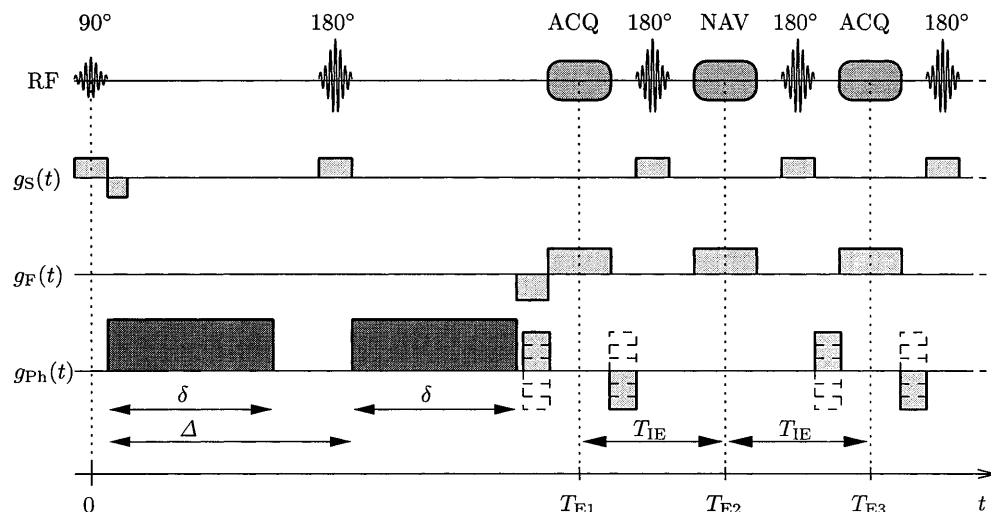 90° 180° ACQ 180° NAV 180° ACQ 180°
RF
g_S(t)
g_F(t)
g_Ph(t)
δ δ
Δ T_IE T_IE
0 T_E1 T_E2 T_E3 t